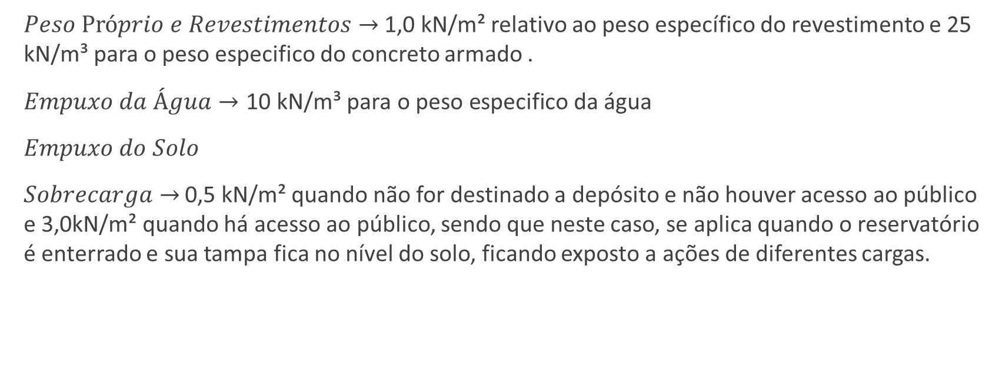 Peso Próprio e Revestimentos → 1,0 kN/m² relativo ao peso específico do revestimento e 25
kN/m³ para o peso especifico do concreto armado .
Empuxo da Água → 10 kN/m³ para o peso especifico da água
Empuxo do Solo
Sobrecarga → 0,5 kN/m² quando não for destinado a depósito e não houver acesso ao público
e 3,0kN/m² quando há acesso ao público, sendo que neste caso, se aplica quando o reservatório
é enterrado e sua tampa fica no nível do solo, ficando exposto a ações de diferentes cargas.